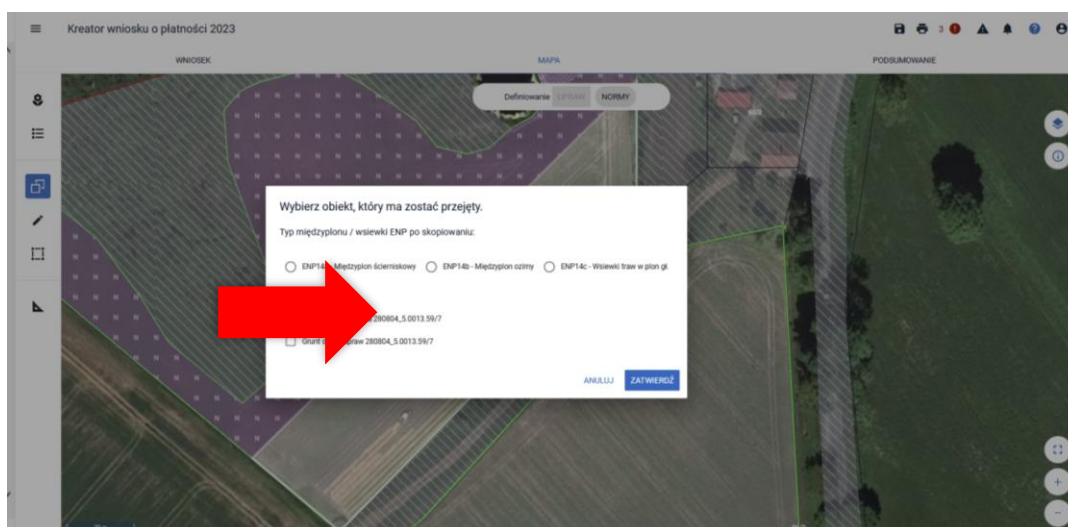 Kreator wniosku o płatności 2023
3
WNIOSEK
MAPA
PODSUMOWANIE
Definiowanie UPRAW NORMY
Wybierz obiekt, który ma zostać przejęty.
Typ międzyplonu / wsiewki ENP po skopiowaniu:
Międzyplon ścierniskowy ENP14b - Międzyplon ozimy ENP14c - Wsiewki traw w plon gł.
280804_5.0013.59/7
Grunt 280804_5.0013.59/7
ANULUJ ZATWIERDŹ